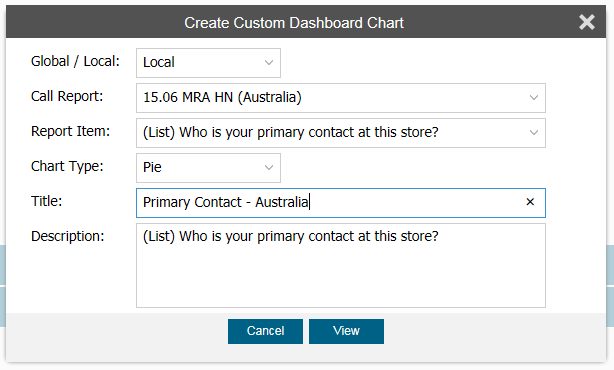 Create Custom Dashboard Chart
Global / Local: Local
Call Report: 15.06 MRA HN (Australia)
Report Item: (List) Who is your primary contact at this store?
Chart Type: Pie
Title: Primary Contact - Australia
Description: (List) Who is your primary contact at this store?
Cancel View